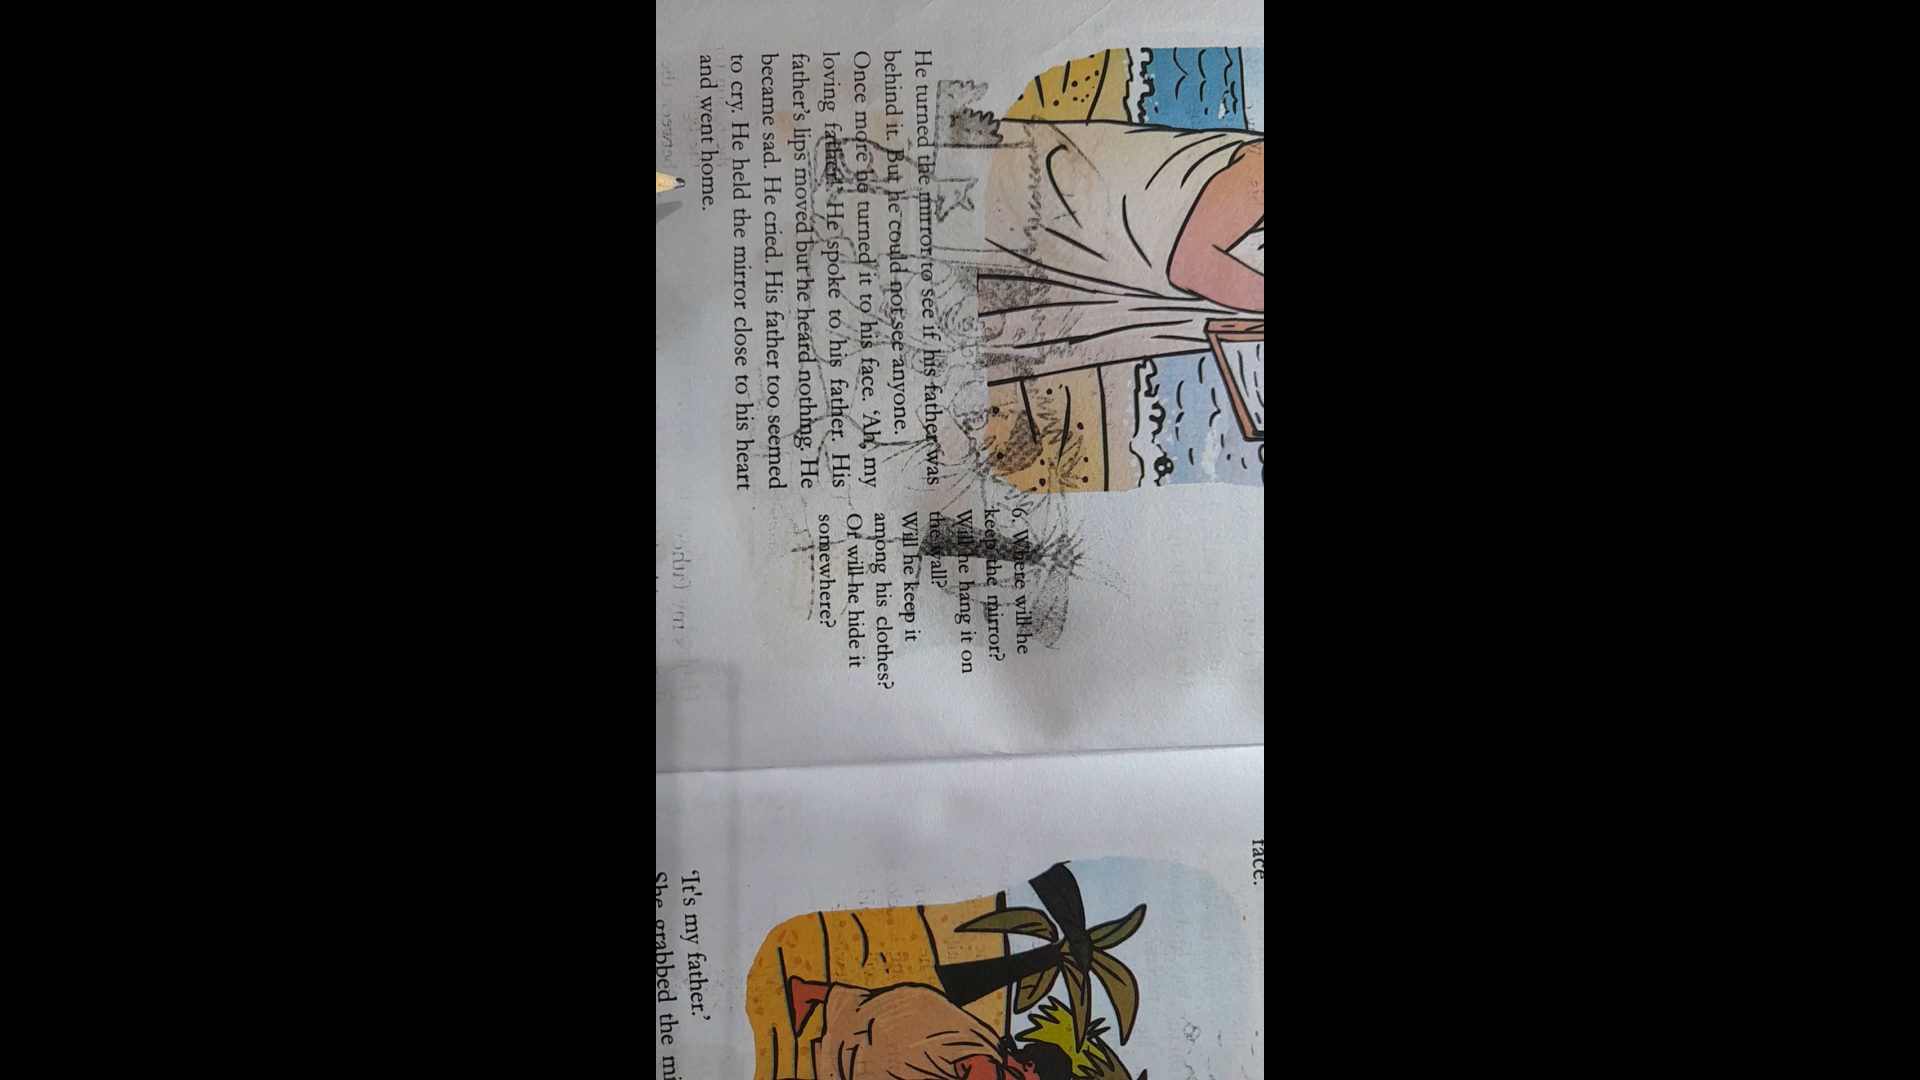 He turned the mirror to see if his father was
behind it. But he could not see anyone.
Once more he turned it to his face. ‘Ah, my
loving father.’ He spoke to his father. His
father’s lips moved but he heard nothing. He
became sad. He cried. His father too seemed
to cry. He held the mirror close to his heart
and went home.
6. Where will he
keep the mirror?
Will he hang it on
the wall?
Will he keep it
among his clothes?
Or will he hide it
somewhere?
face.
‘It's my father.’
She grabbed the